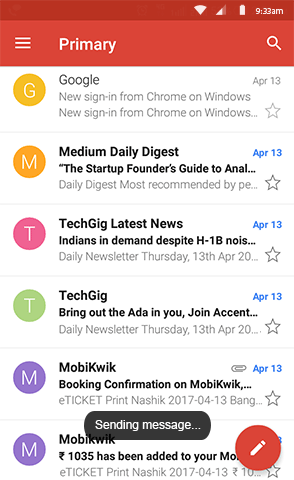 9:33am
Primary
G
Google
Apr 13
New sign-in from Chrome on Windows
New sign-in from Chrome on Windows...
M
Medium Daily Digest
Apr 13
“The Startup Founder’s Guide to Anal...
Daily Digest Most recommended by pe...
T
TechGig Latest News
Apr 13
Indians in demand despite H-1B nois...
Daily Newsletter Thursday, 13th Apr 20...
T
TechGig
Apr 13
Bring out the Ada in you, Join Accent...
Daily Newsletter Thursday, 13th Apr 20...
M
MobiKwik
Apr 13
Booking Confirmation on MobiKwik,...
eTICKET Print Nashik 2017-04-13 Bang...
Sending message...
M
Mobikwik
₹ 1035 has been added to your Mo
eTICKET Print Nashik 2017-04-13 ₹ 10...